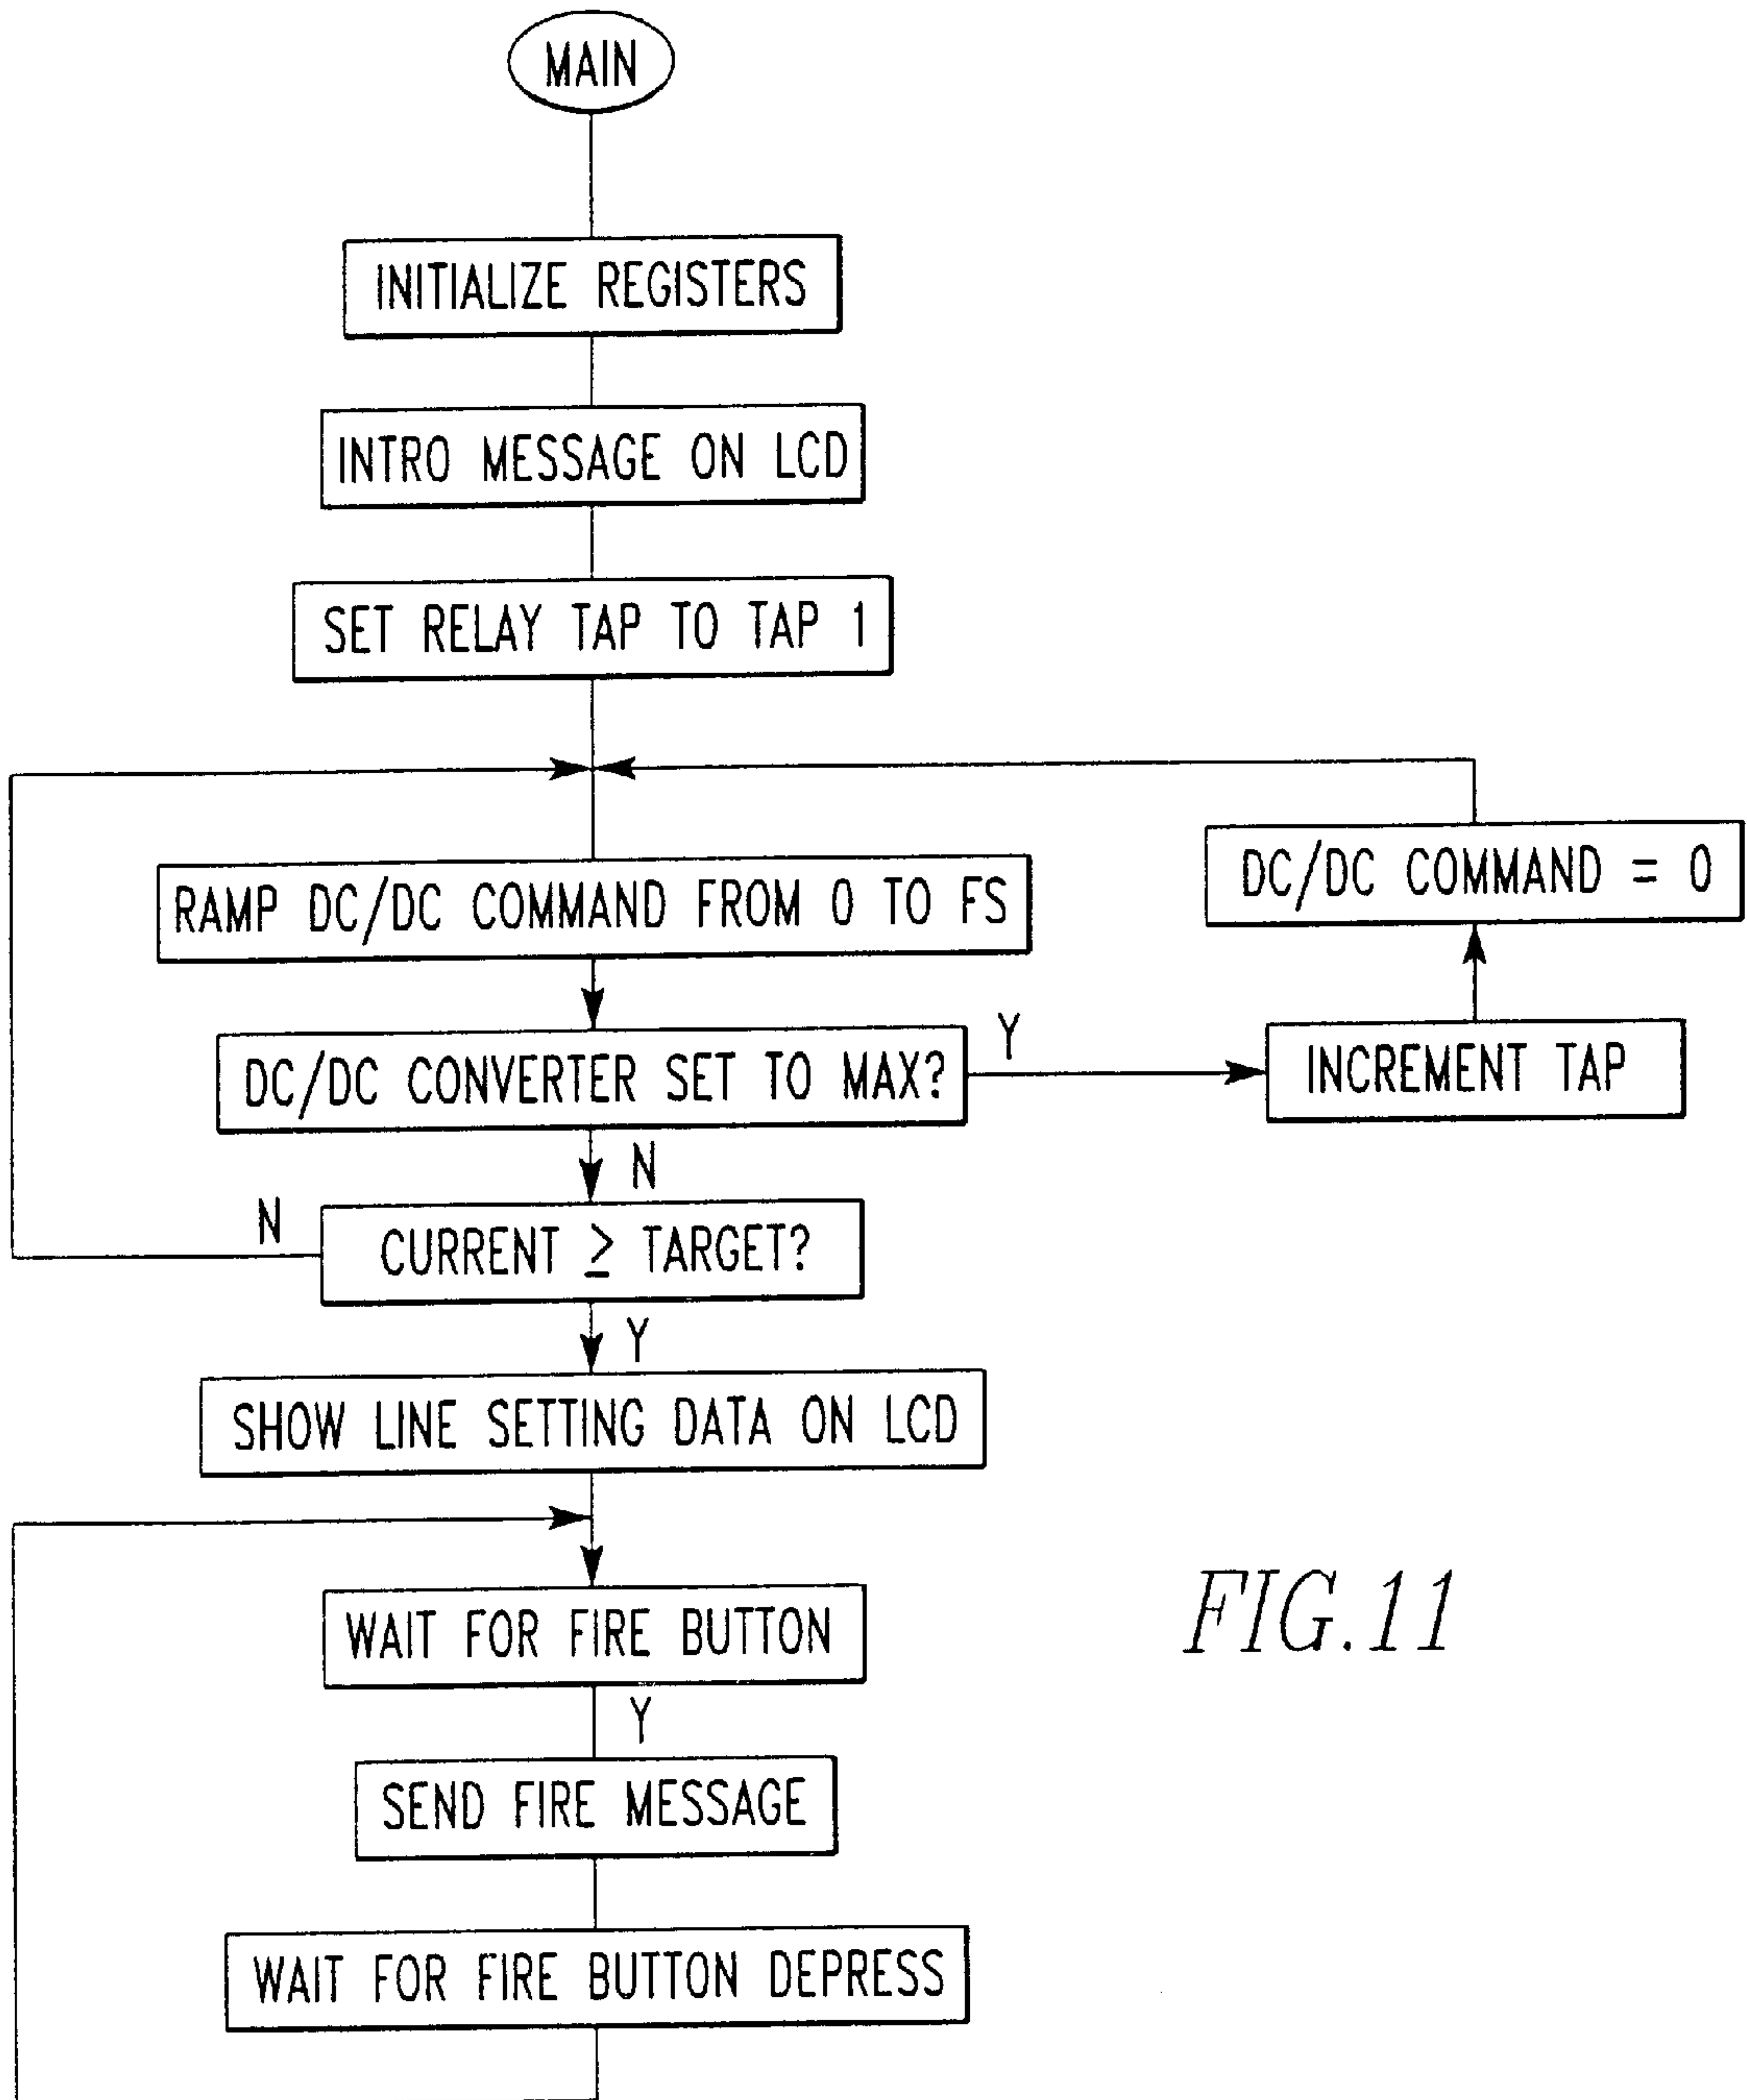 MAIN
INITIALIZE REGISTERS
INTRO MESSAGE ON LCD
SET RELAY TAP TO TAP 1
RAMP DC/DC COMMAND FROM 0 TO FS
DC/DC COMMAND = 0
DC/DC CONVERTER SET TO MAX?
Y
INCREMENT TAP
N
N
CURRENT ≥ TARGET?
Y
SHOW LINE SETTING DATA ON LCD
WAIT FOR FIRE BUTTON
Y
SEND FIRE MESSAGE
WAIT FOR FIRE BUTTON DEPRESS
FIG.11